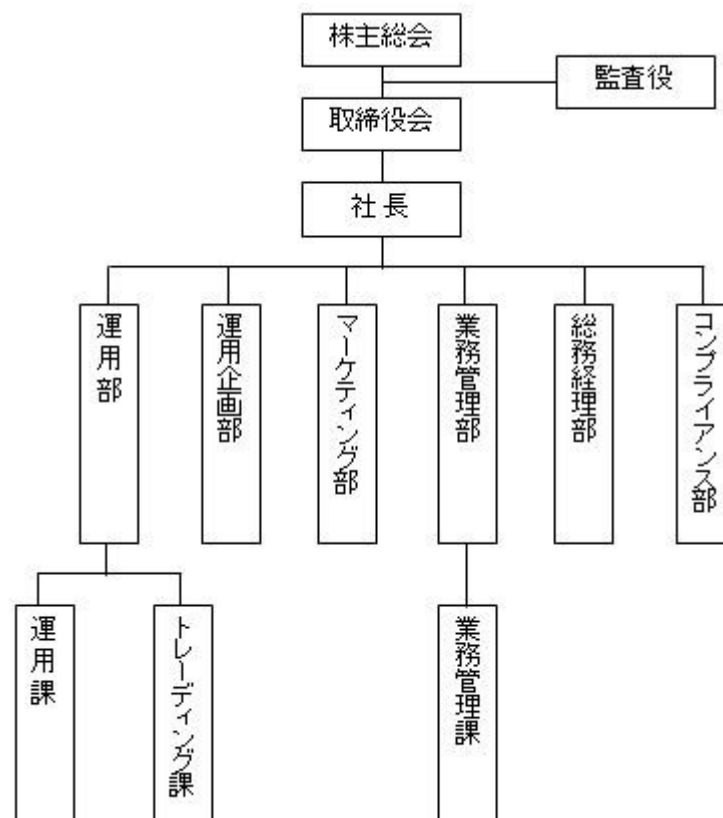 株主総会
監査役
取締役会
社長
運用部
運用企画部
マーケティング部
業務管理部
総務経理部
コンプライアンス部
運用課
トレーディング課
業務管理課